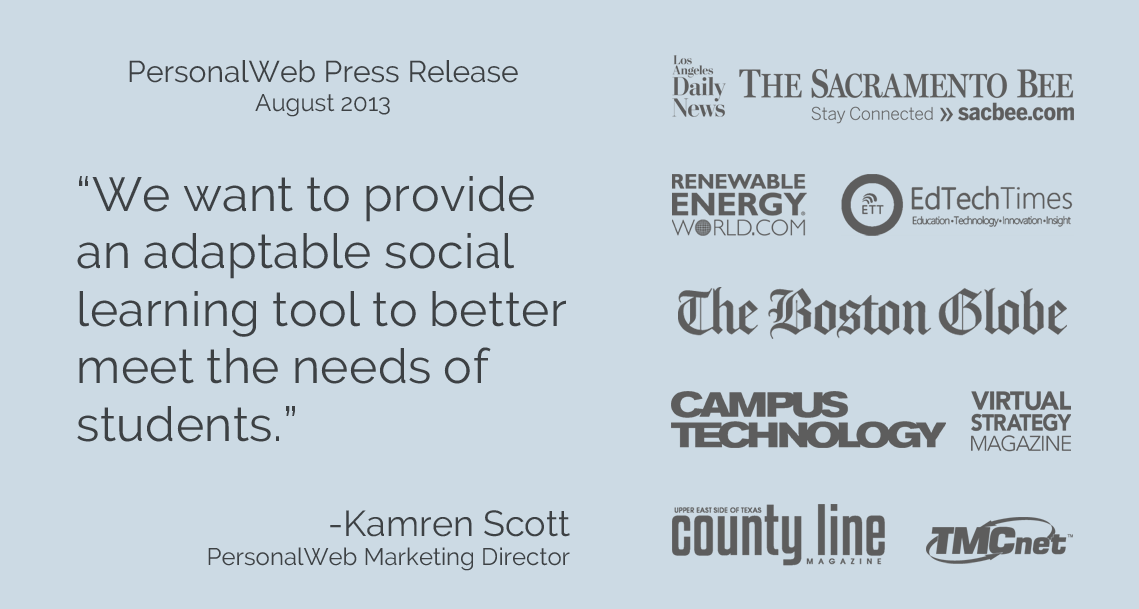 PersonalWeb Press Release
August 2013
“We want to provide
an adaptable social
learning tool to better
meet the needs of
students.”
-Kamren Scott
PersonalWeb Marketing Director
Los
Angeles
Daily
News
THE SACRAMENTO BEE
Stay Connected » sacbee.com
RENEWABLE
ENERGY®
WORLD.COM
ETT
EdTechTimes
Education•Technology•Innovation•Insight
The Boston Globe
CAMPUS
TECHNOLOGY
VIRTUAL
STRATEGY
MAGAZINE
UPPER EAST SIDE OF TEXAS
county line
MAGAZINE
TMCnet™